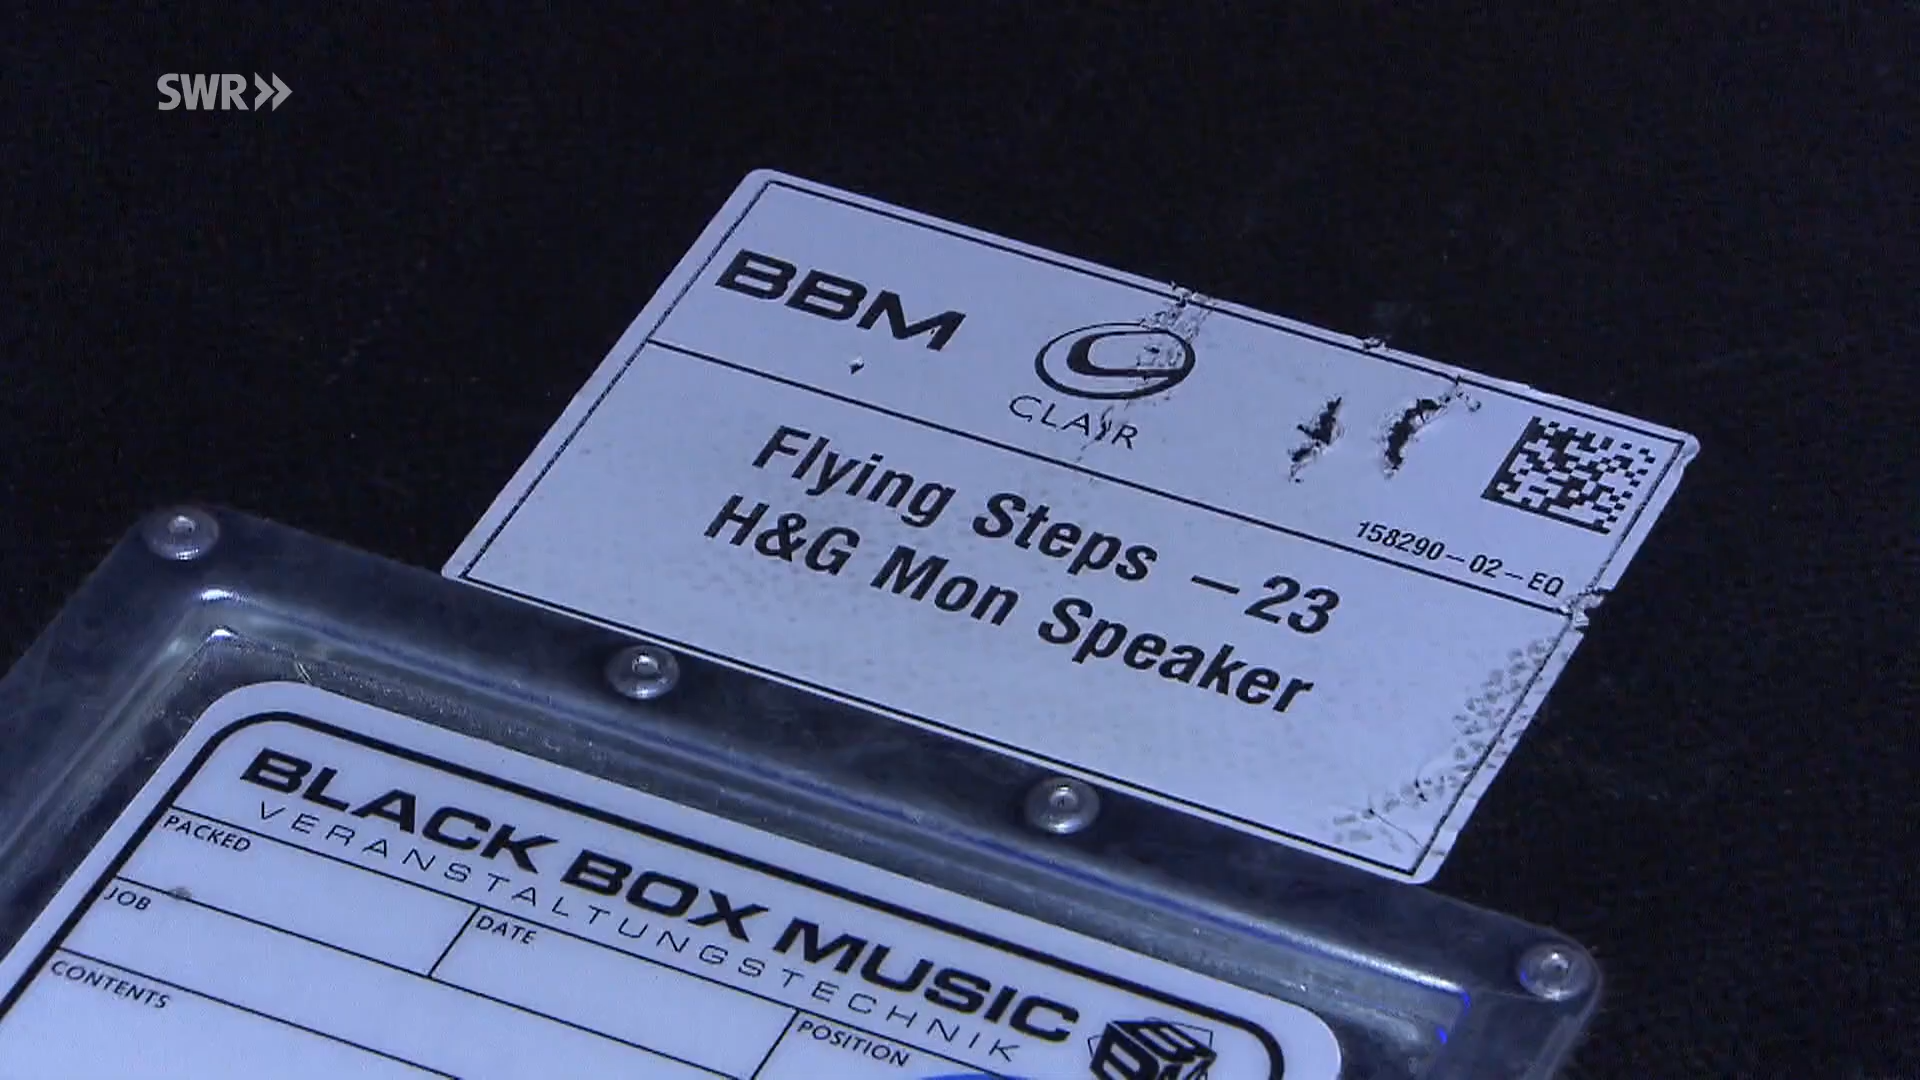 SWR
BBM
CLAIR
158290-02-EQ
Flying Steps - 23
H&G Mon Speaker
BLACK BOX MUSIC
VERANSTALTUNGSTECHNIK
PACKED
JOB
DATE
CONTENTS
POSITION